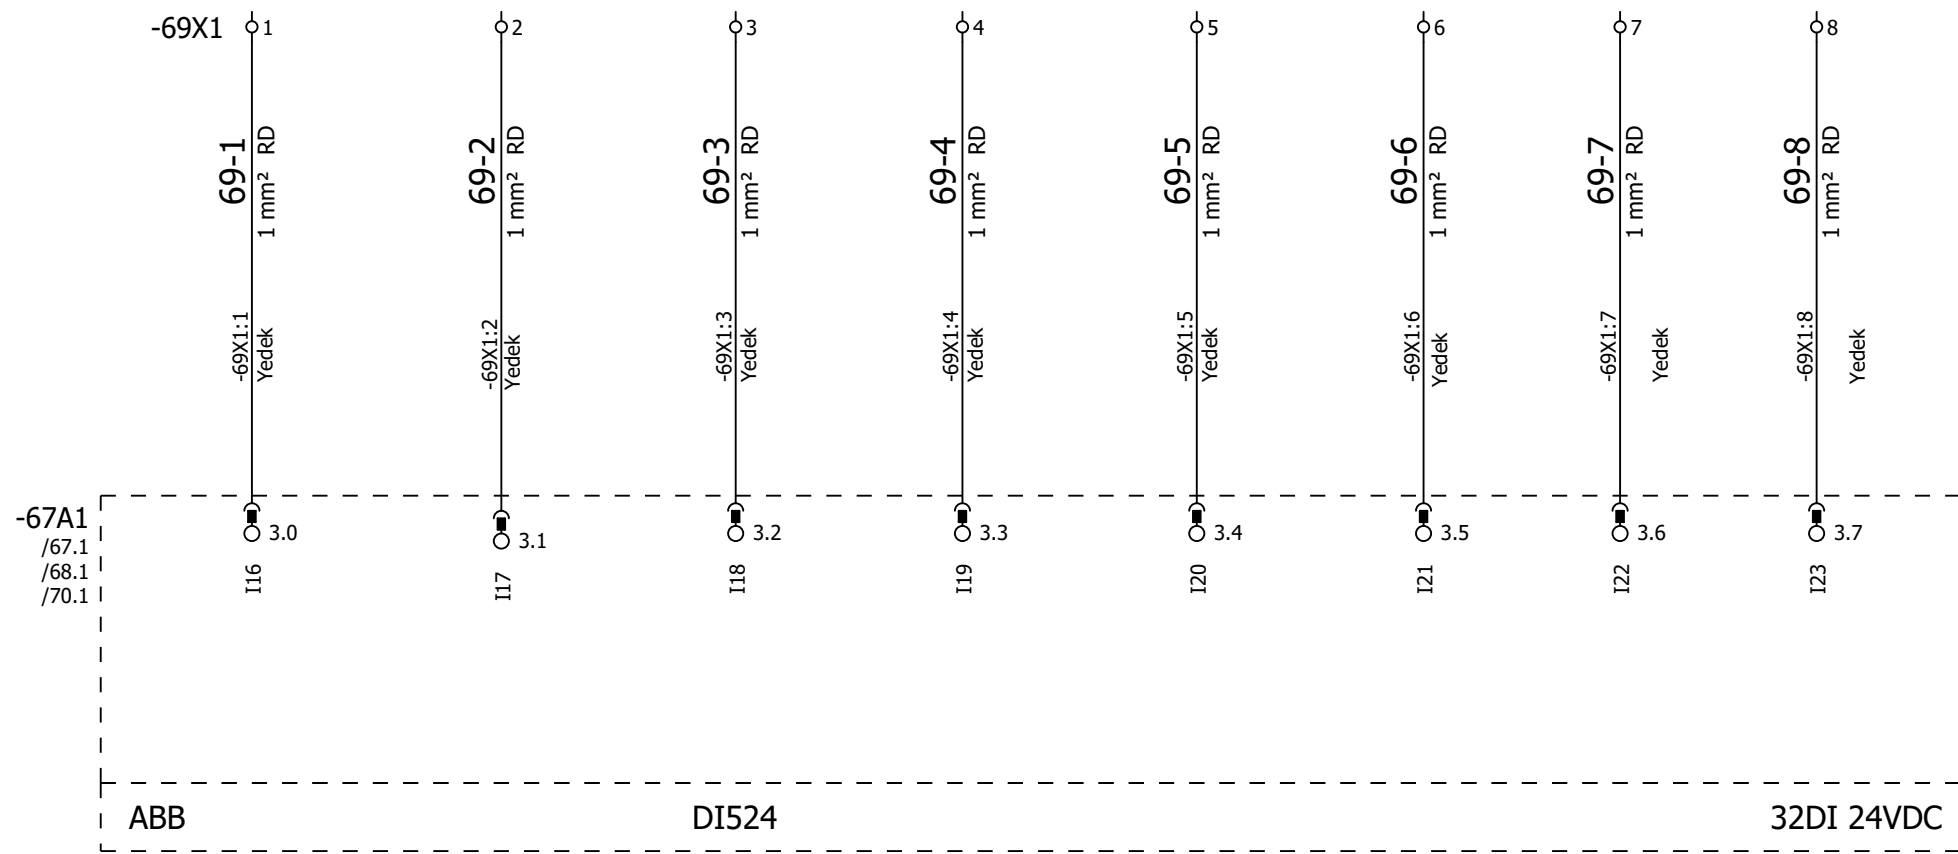 -69X1 1 2 3 4 5 6 7 8
69-1 RD 69-2 RD 69-3 RD 69-4 RD 69-5 RD 69-6 RD 69-7 RD 69-8 RD
1 mm² 1 mm² 1 mm² 1 mm² 1 mm² 1 mm² 1 mm² 1 mm²
-69X1:1 -69X1:2 -69X1:3 -69X1:4 -69X1:5 -69X1:6 -69X1:7 -69X1:8
Yedek Yedek Yedek Yedek Yedek Yedek Yedek Yedek
-67A1
/67.1
/68.1
/70.1
3.0 3.1 3.2 3.3 3.4 3.5 3.6 3.7
I16 I17 I18 I19 I20 I21 I22 I23
ABB DI524 32DI 24VDC